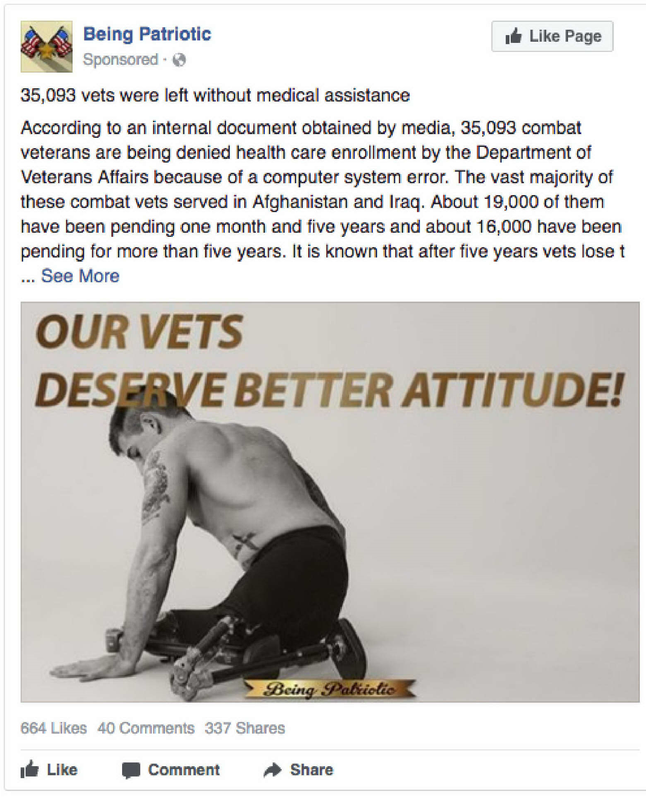 Being Patriotic
Like Page
Sponsored ·
35,093 vets were left without medical assistance
According to an internal document obtained by media, 35,093 combat
veterans are being denied health care enrollment by the Department of
Veterans Affairs because of a computer system error. The vast majority of
these combat vets served in Afghanistan and Iraq. About 19,000 of them
have been pending one month and five years and about 16,000 have been
pending for more than five years. It is known that after five years vets lose t
... See More
OUR VETS
DESERVE BETTER ATTITUDE!
Being Patriotic
664 Likes 40 Comments 337 Shares
Like Comment Share